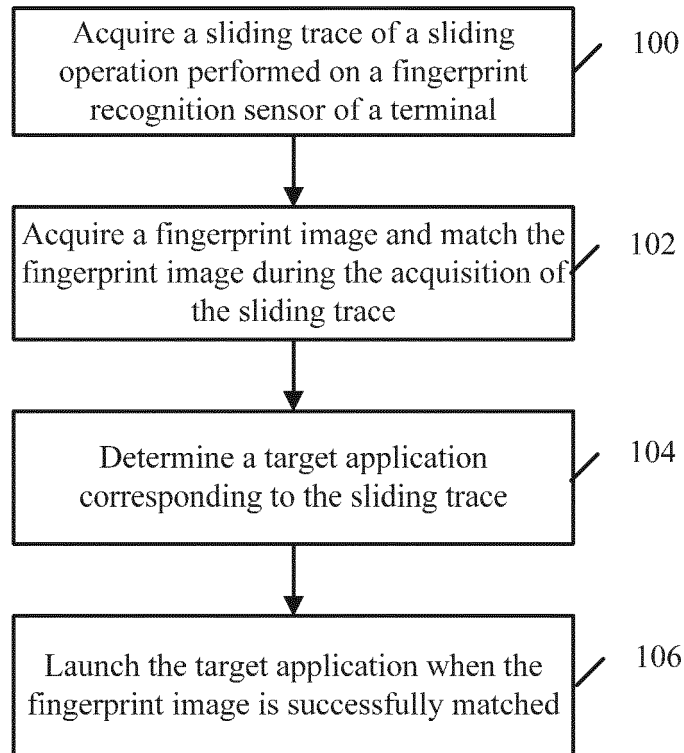 Acquire a sliding trace of a sliding
operation performed on a fingerprint
recognition sensor of a terminal
100
Acquire a fingerprint image and match the
fingerprint image during the acquisition of
the sliding trace
102
Determine a target application
corresponding to the sliding trace
104
Launch the target application when the
fingerprint image is successfully matched
106